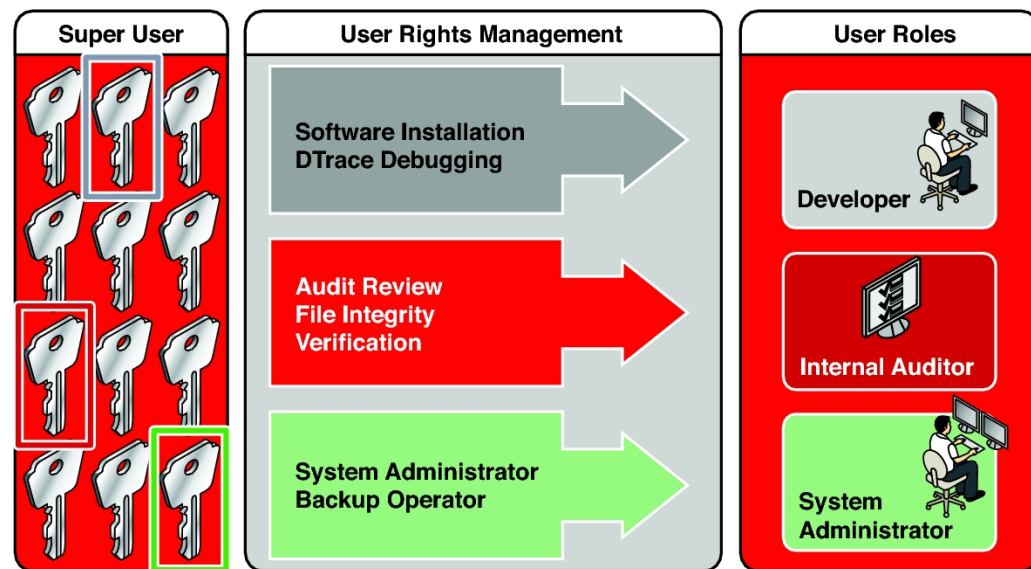 Super User
User Rights Management
User Roles
Software Installation
DTrace Debugging
Developer
Audit Review
File Integrity
Verification
Internal Auditor
System Administrator
Backup Operator
System
Administrator